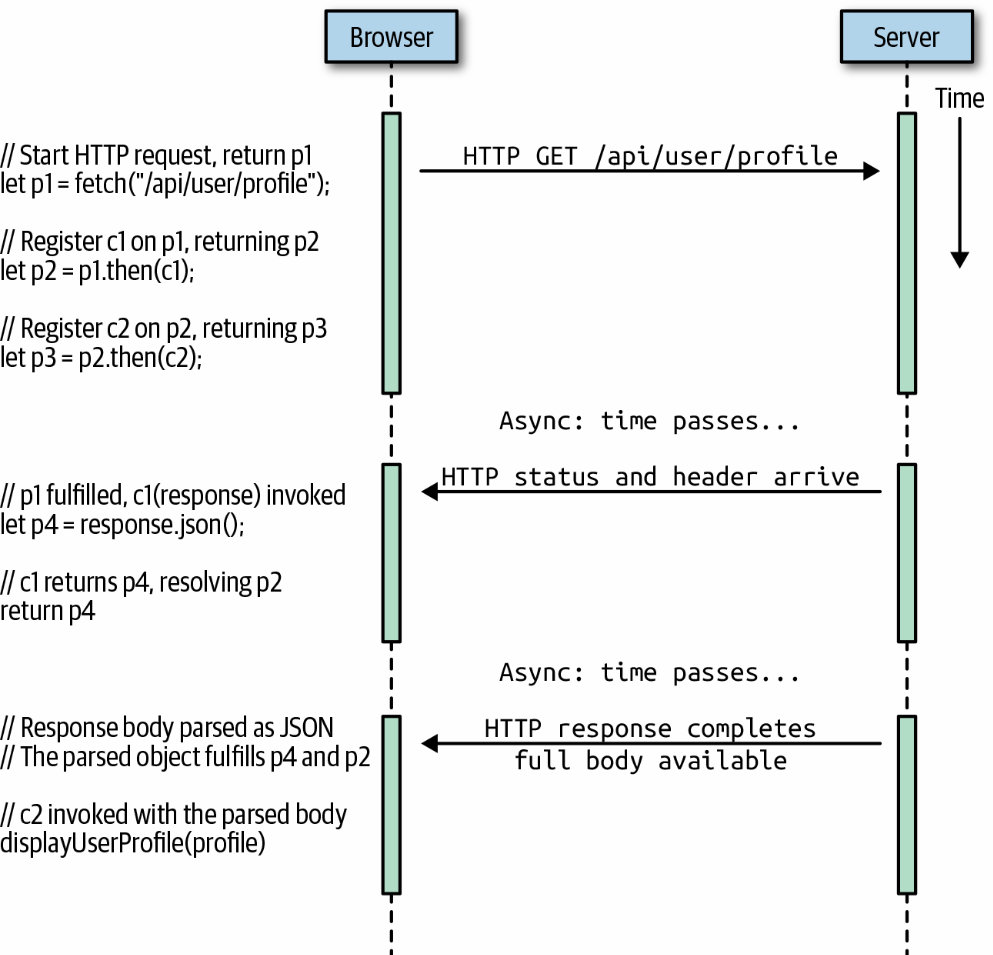 Browser
Server
Time
// Start HTTP request, return p1
let p1 = fetch("/api/user/profile");
HTTP GET /api/user/profile
// Register c1 on p1, returning p2
let p2 = p1.then(c1);
// Register c2 on p2, returning p3
let p3 = p2.then(c2);
Async: time passes...
HTTP status and header arrive
// p1 fulfilled, c1(response) invoked
let p4 = response.json();
// c1 returns p4, resolving p2
return p4
Async: time passes...
// Response body parsed as JSON
// The parsed object fulfills p4 and p2
HTTP response completes
full body available
// c2 invoked with the parsed body
displayUserProfile(profile)